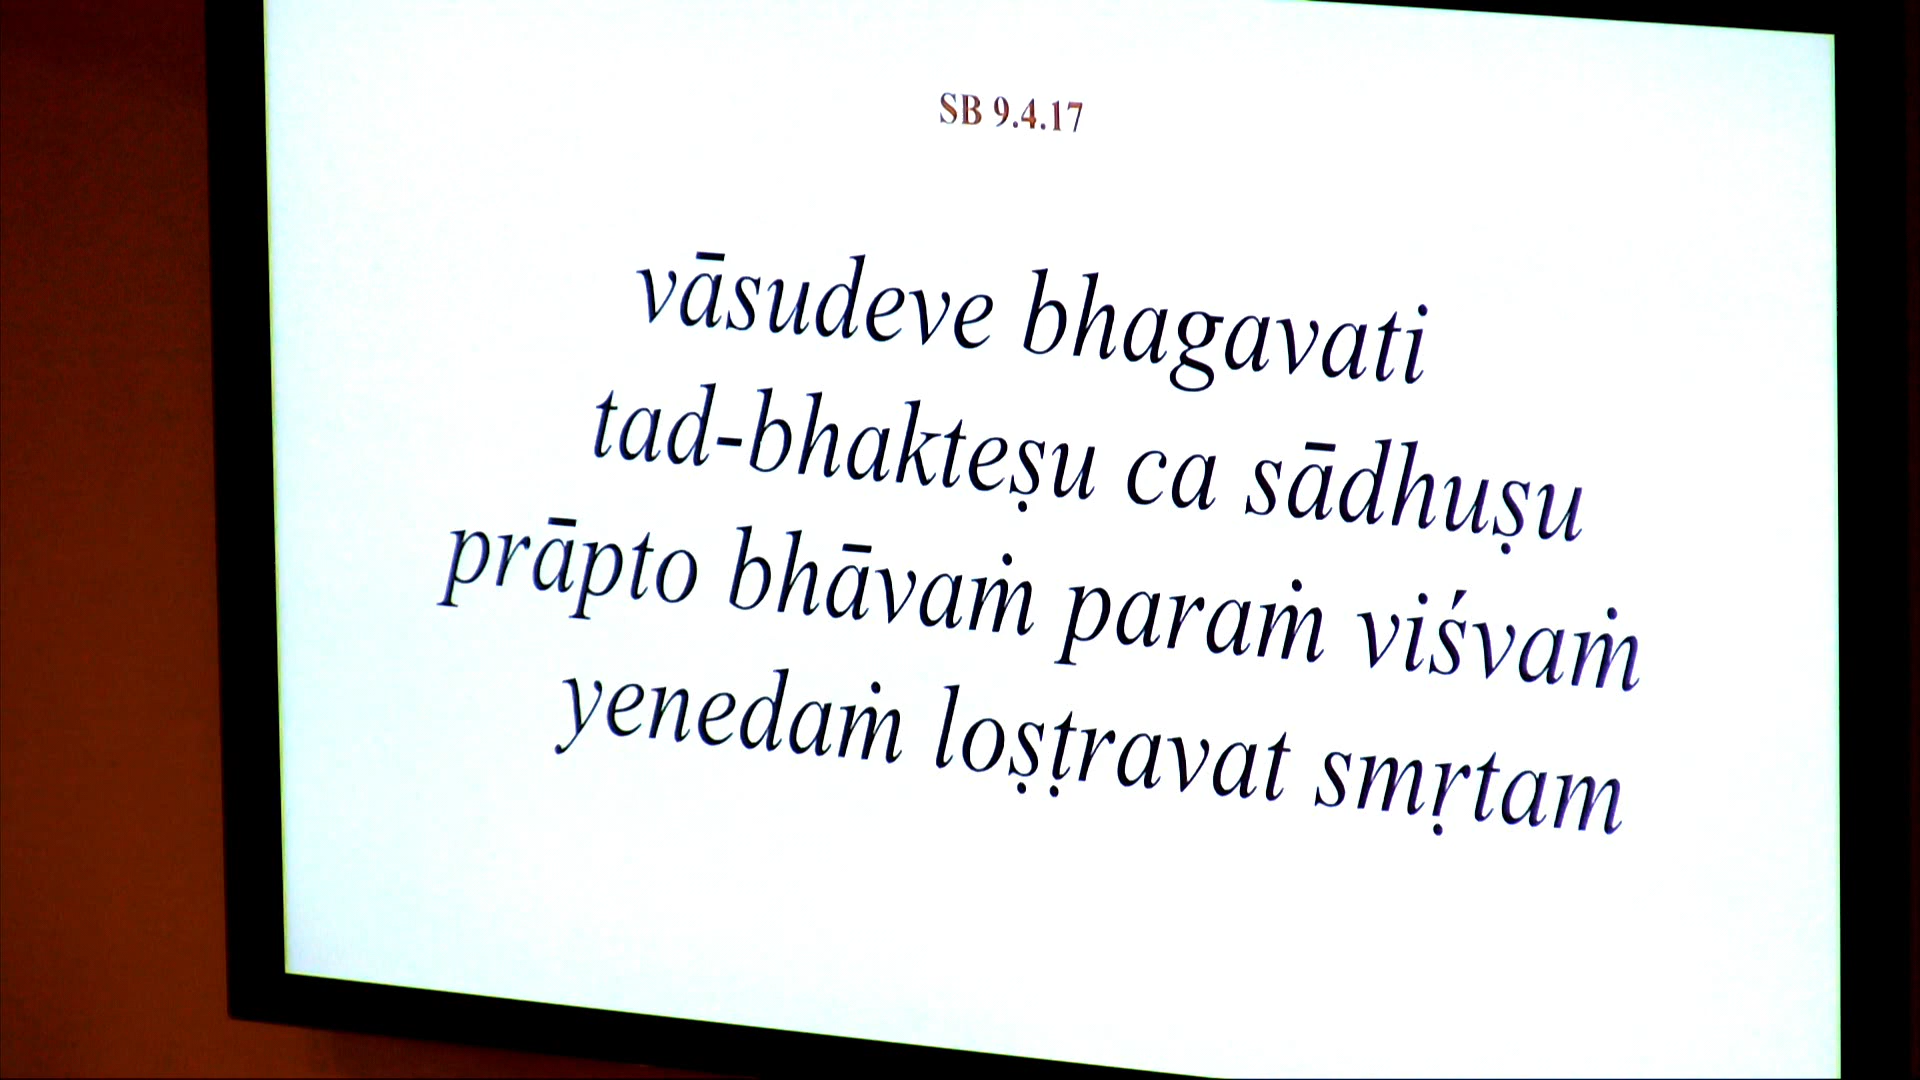 SB 9.4.17
vāsudeve bhagavati
tad-bhakteṣu ca sādhuṣu
prāpto bhāvaṁ paraṁ viśvaṁ
yenedaṁ loṣṭravat smṛtam